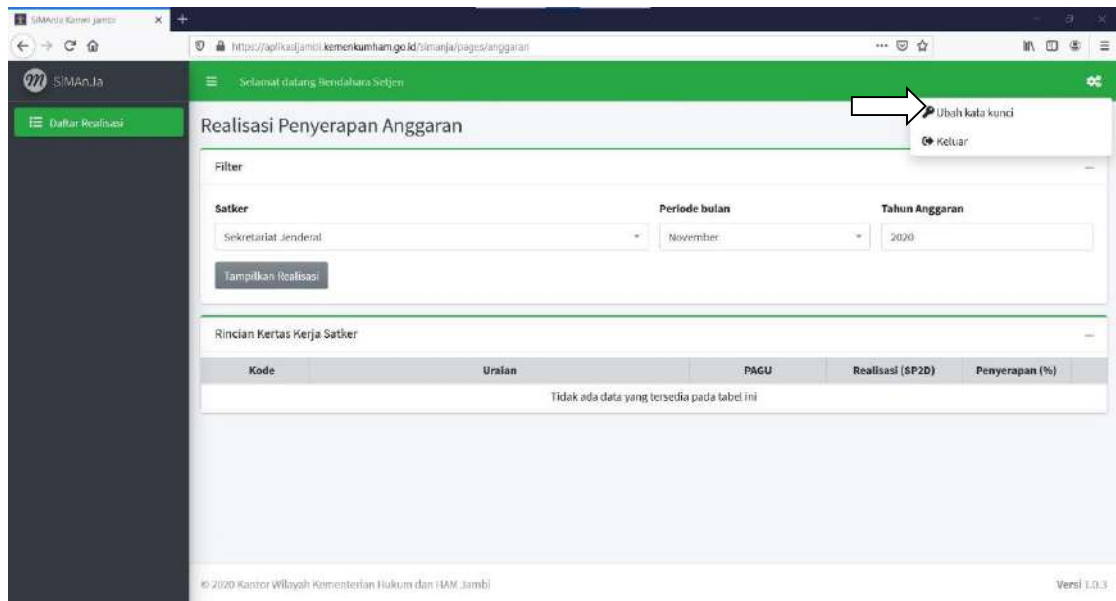 SiMAnJa Kanwil Jambi
https://aplikasijambi.kemenkumham.go.id/simanja/pages/anggaran
SiMAnJa
Selamat datang Bendahara Setjen
Daftar Realisasi
Ubah kata kunci
Keluar
Realisasi Penyerapan Anggaran
Filter
Satker Periode bulan Tahun Anggaran
Sekretariat Jenderal November 2020
Tampilkan Realisasi
Rincian Kertas Kerja Satker
Kode Uraian PAGU Realisasi (SP2D) Penyerapan (%)
Tidak ada data yang tersedia pada tabel ini
© 2020 Kantor Wilayah Kementerian Hukum dan HAM Jambi Versi 1.0.3